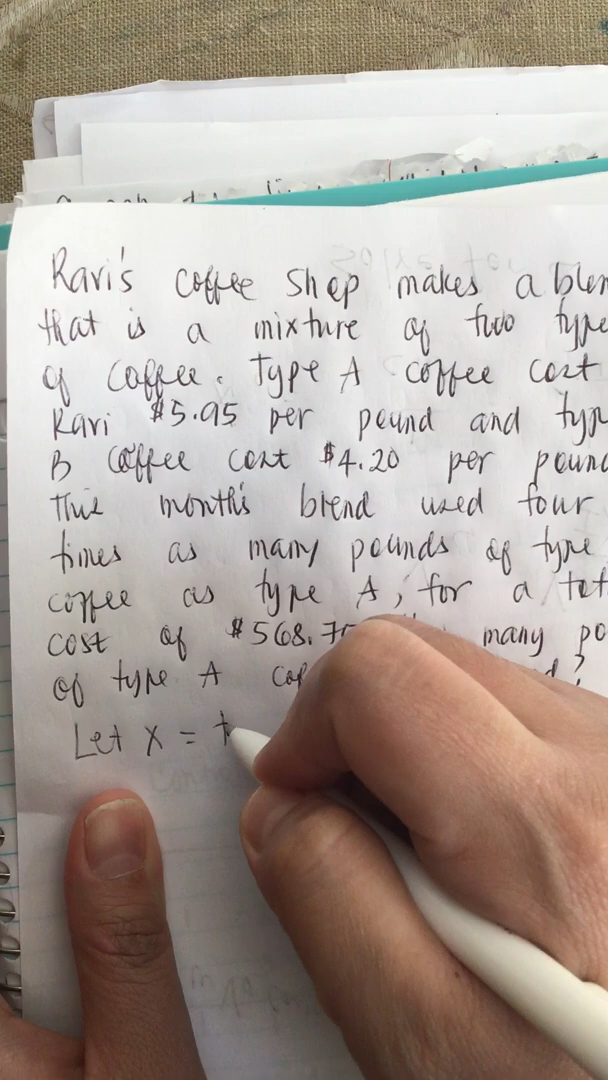 Ravi's coffee shop makes a blen
that is a mixture of two type
of coffee. Type A coffee cost
Ravi $5.95 per pound and typ
B coffee cost $4.20 per poun
This month's blend used four
times as many pounds of type
coffee as type A, for a tot
cost of $568.7 many po
of type A cof
Let x = t